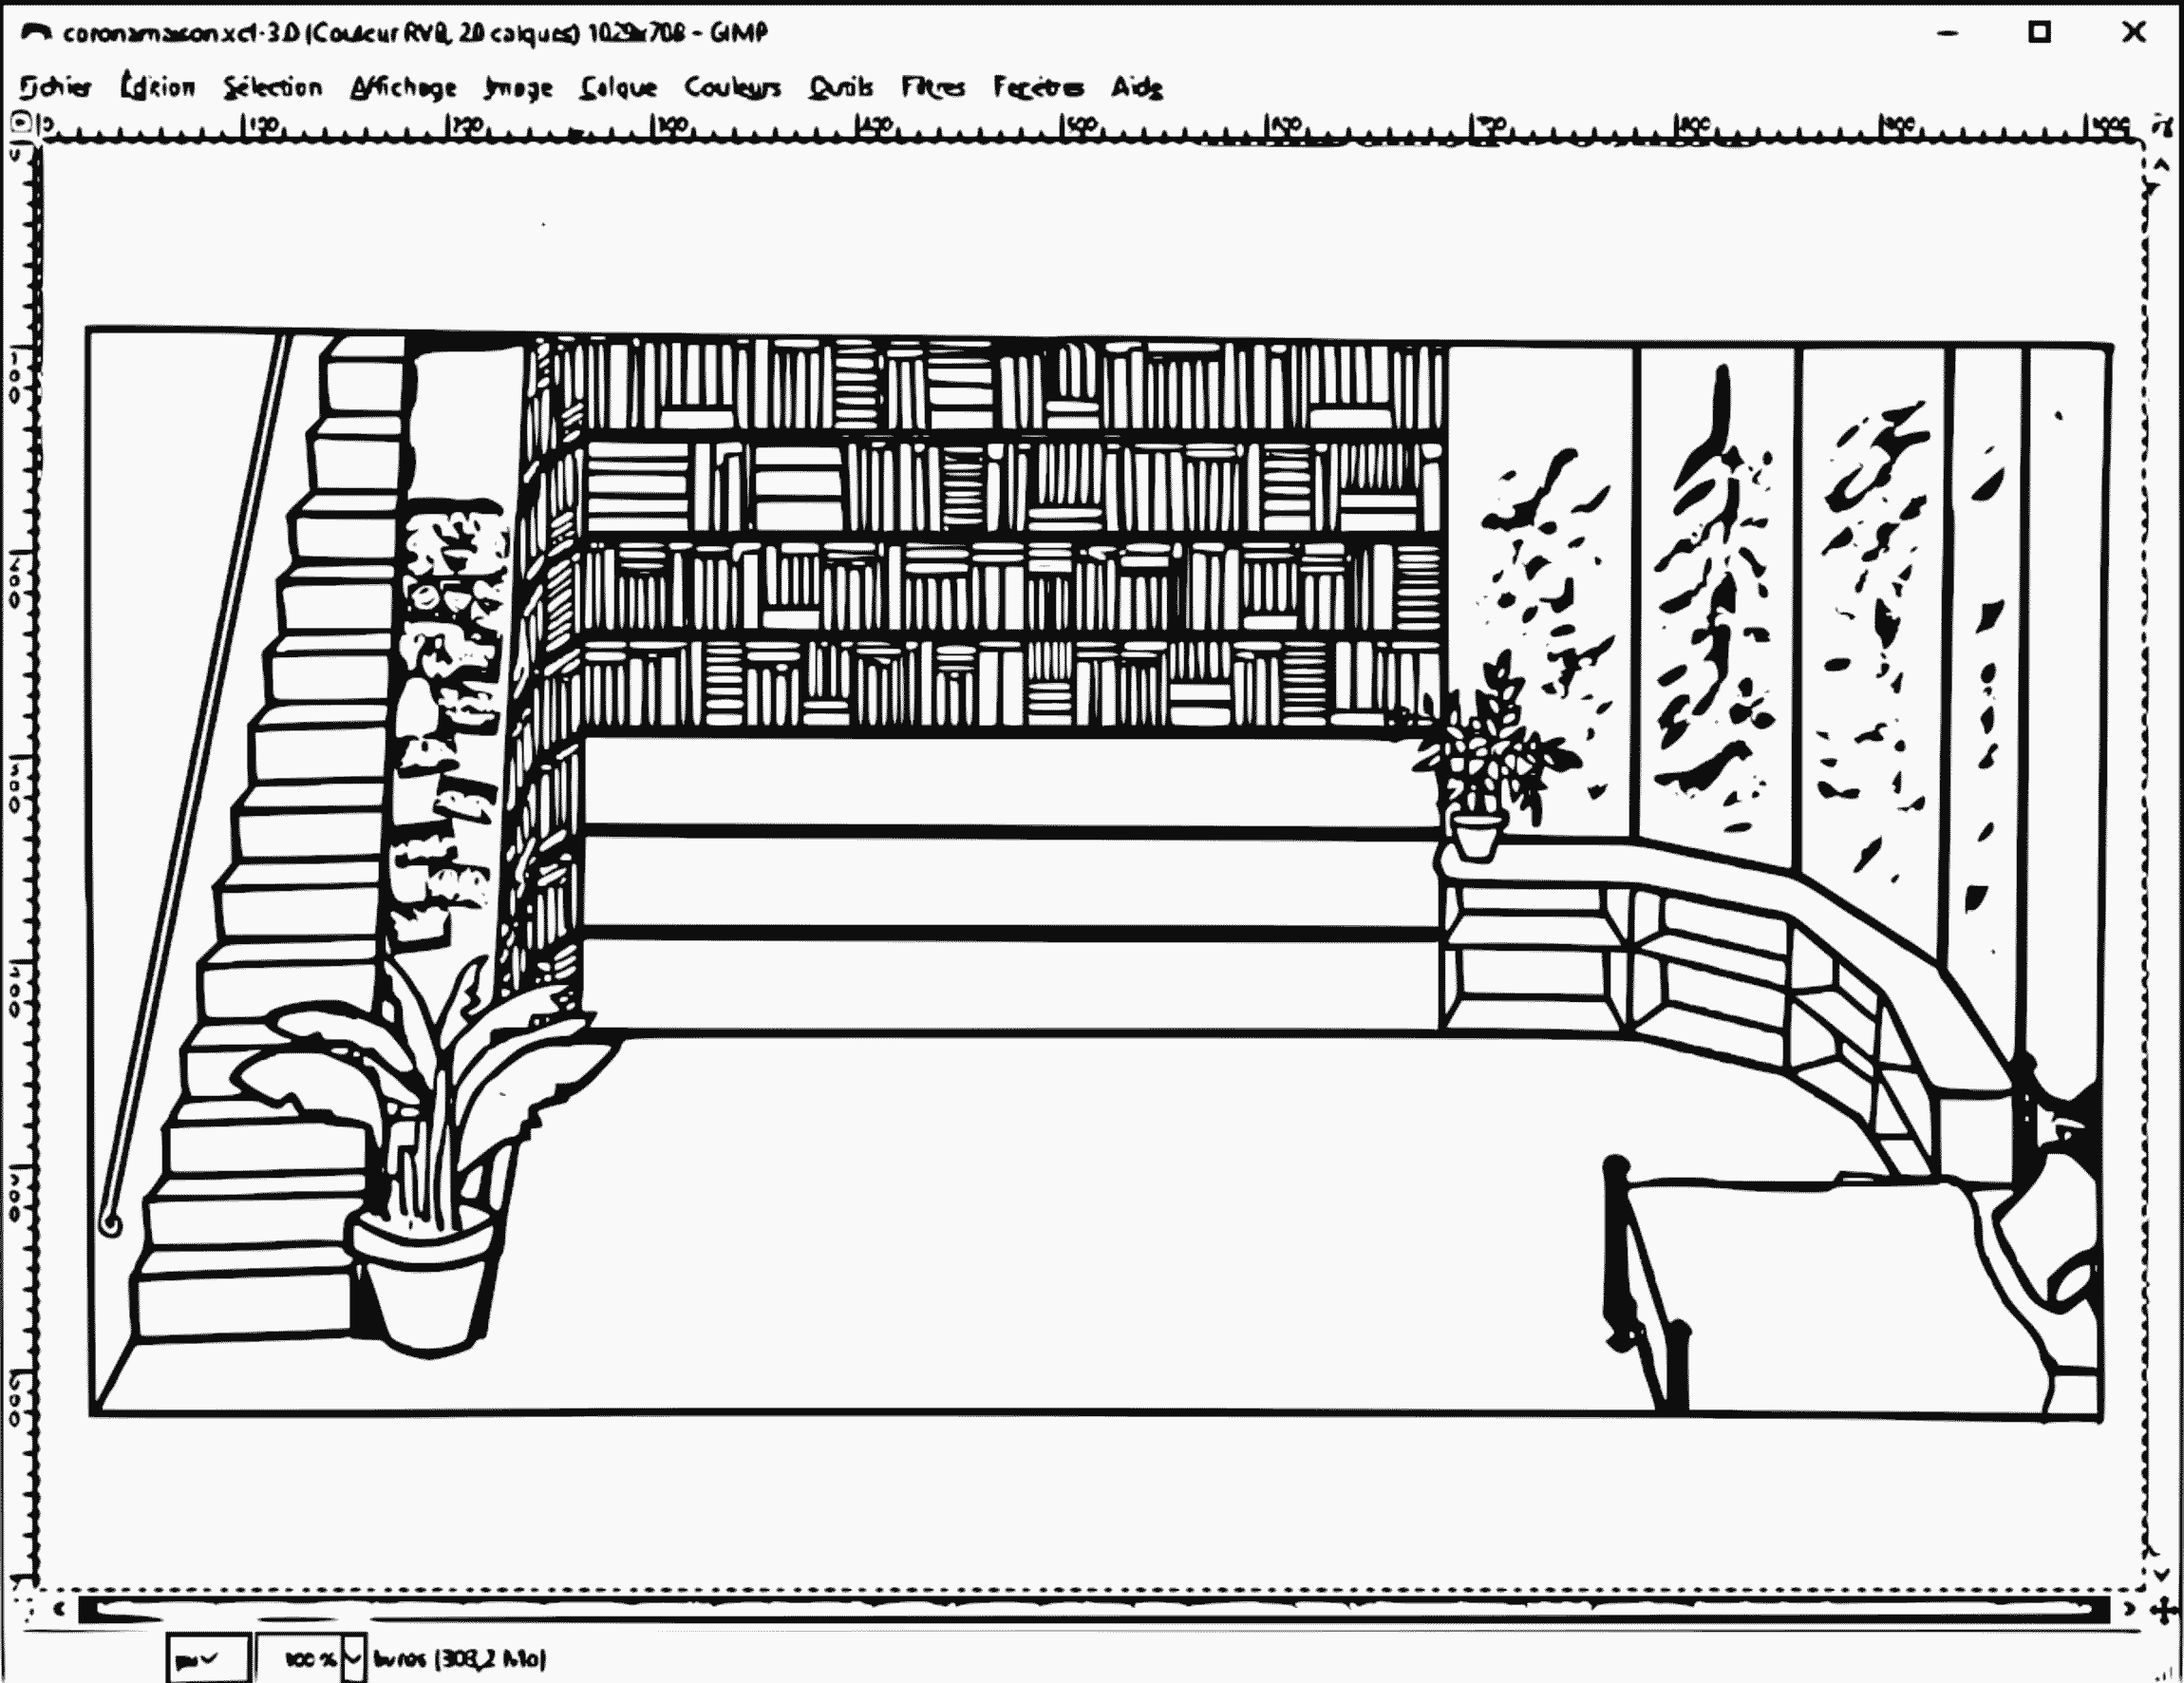 coronamaison.xcf-3.0 (Couleur RVB, 20 calques) 1029x708 – GIMP
Fichier Édition Sélection Affichage Image Calque Couleurs Outils Filtres Fenêtres Aide
0 100 200 300 400 500 600 700 800 900 1000
100
200
300
400
500
600
px 100 % (303,2 Mo)